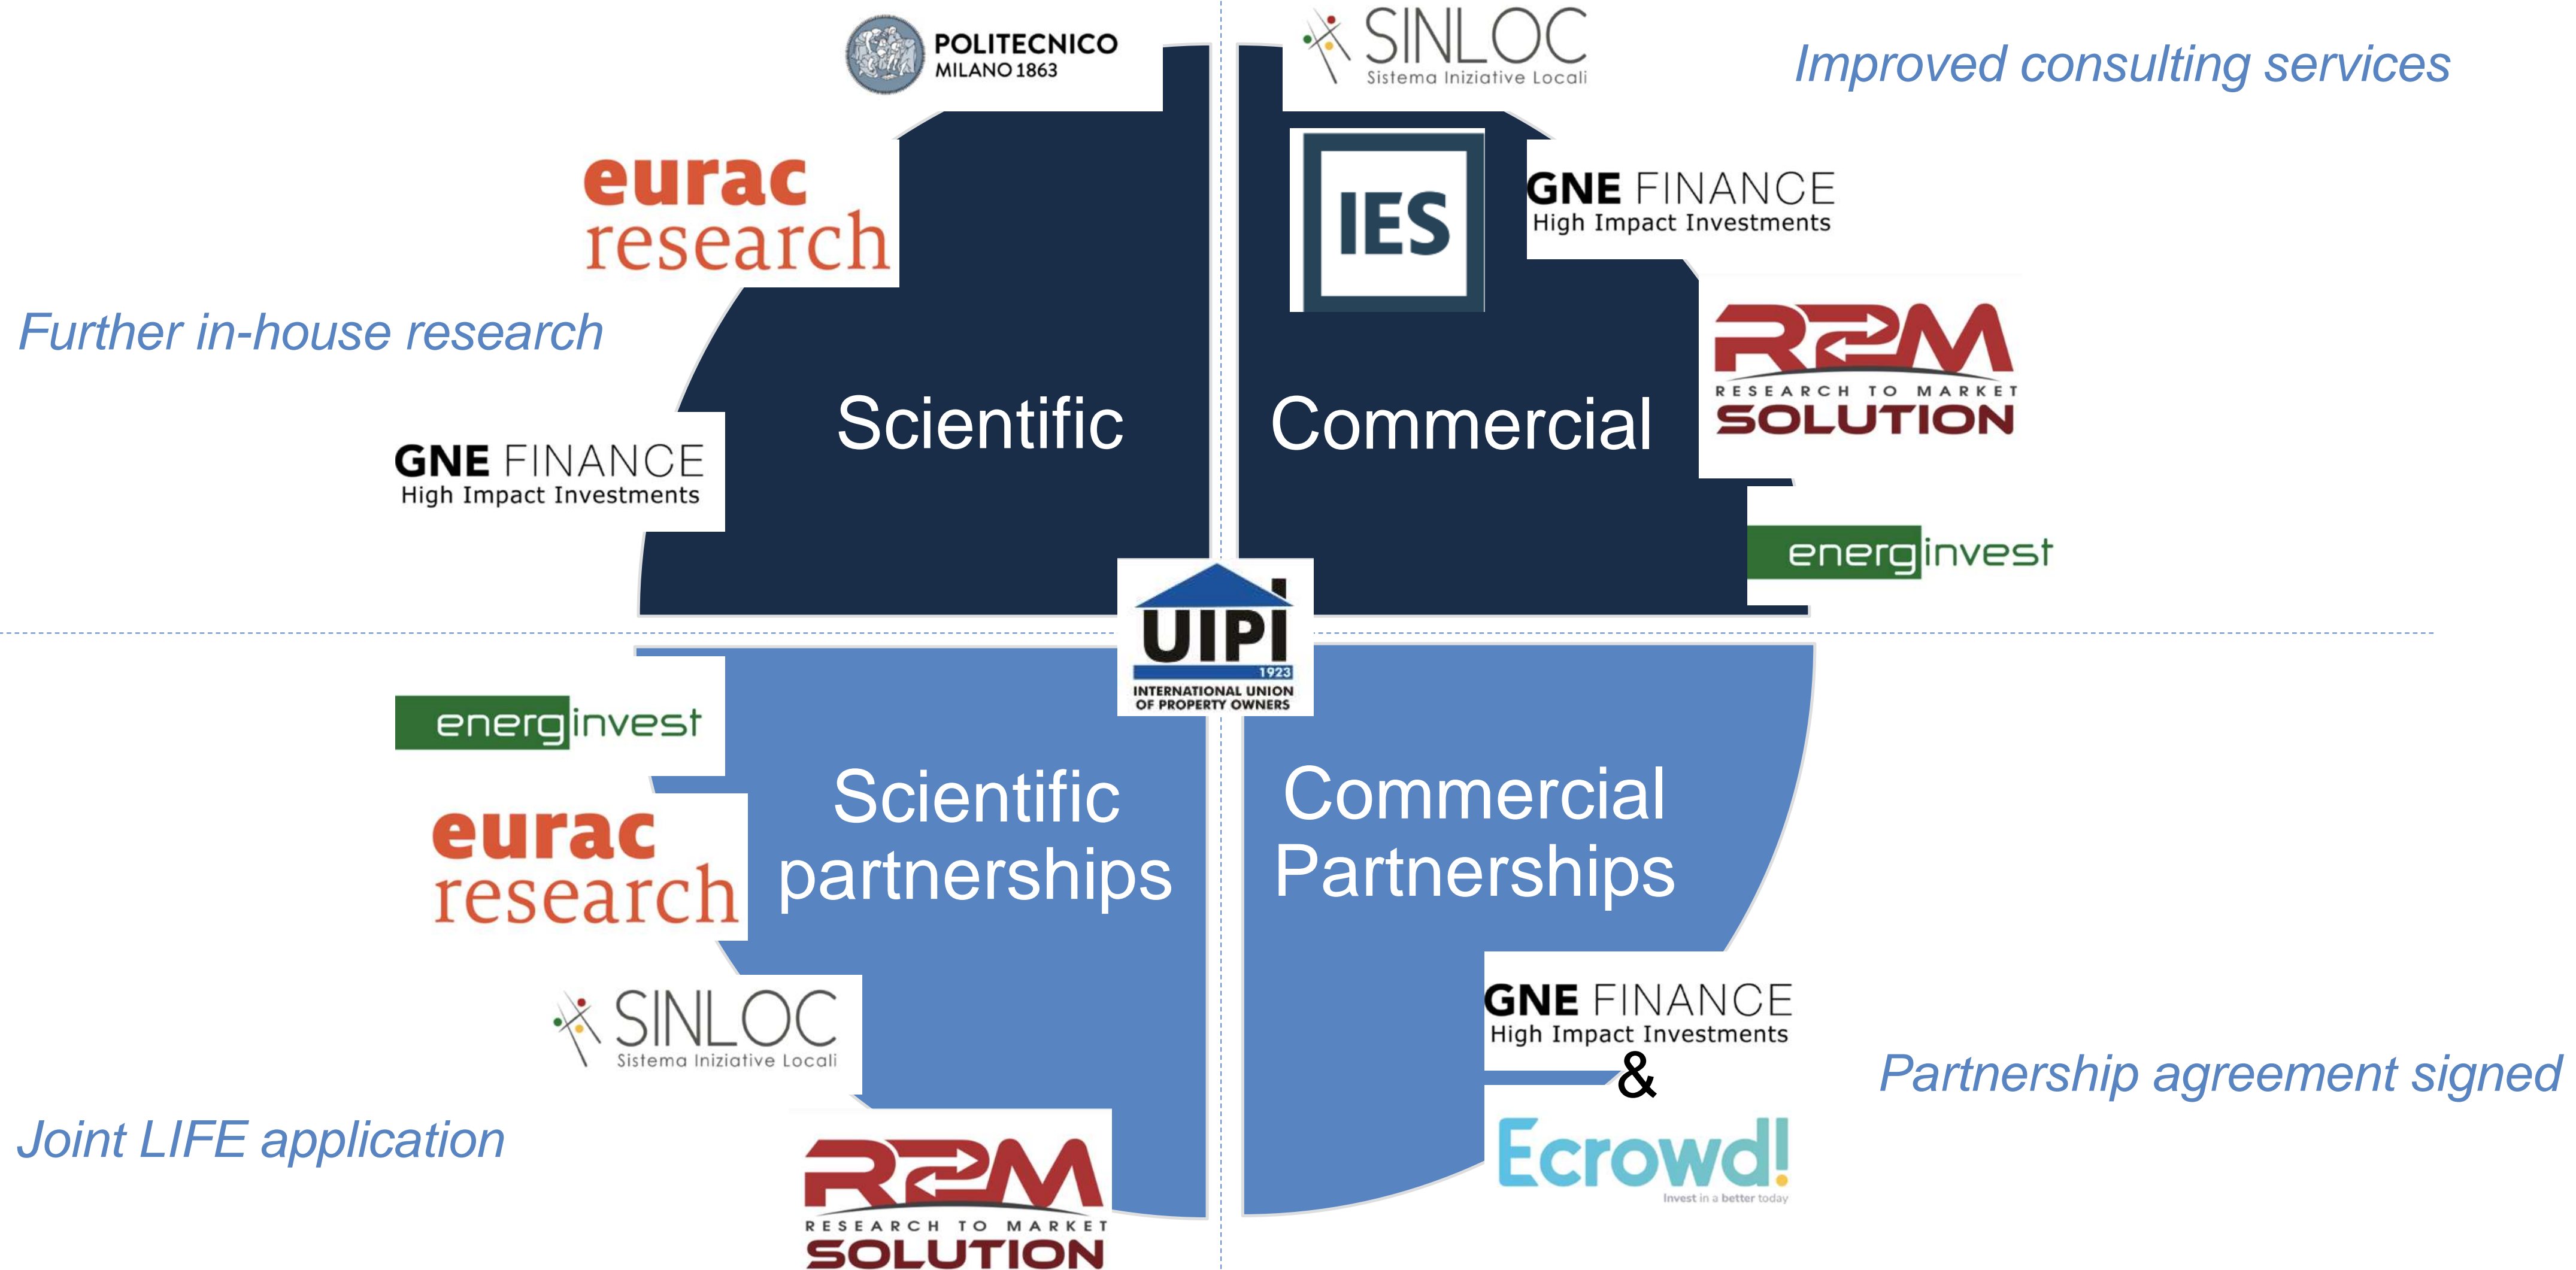 POLITECNICO
MILANO 1863
eurac
research
Further in-house research
GNE FINANCE
High Impact Investments
Scientific
SINLOC
Sistema Iniziative Locali
Improved consulting services
IES
GNE FINANCE
High Impact Investments
R2M
RESEARCH TO MARKET
SOLUTION
Commercial
energinvest
UIPI
1923
INTERNATIONAL UNION
OF PROPERTY OWNERS
energinvest
eurac
research
Scientific
partnerships
SINLOC
Sistema Iniziative Locali
Joint LIFE application
R2M
RESEARCH TO MARKET
SOLUTION
Commercial
Partnerships
GNE FINANCE
High Impact Investments
&
Partnership agreement signed
Ecrowd!
Invest in a better today